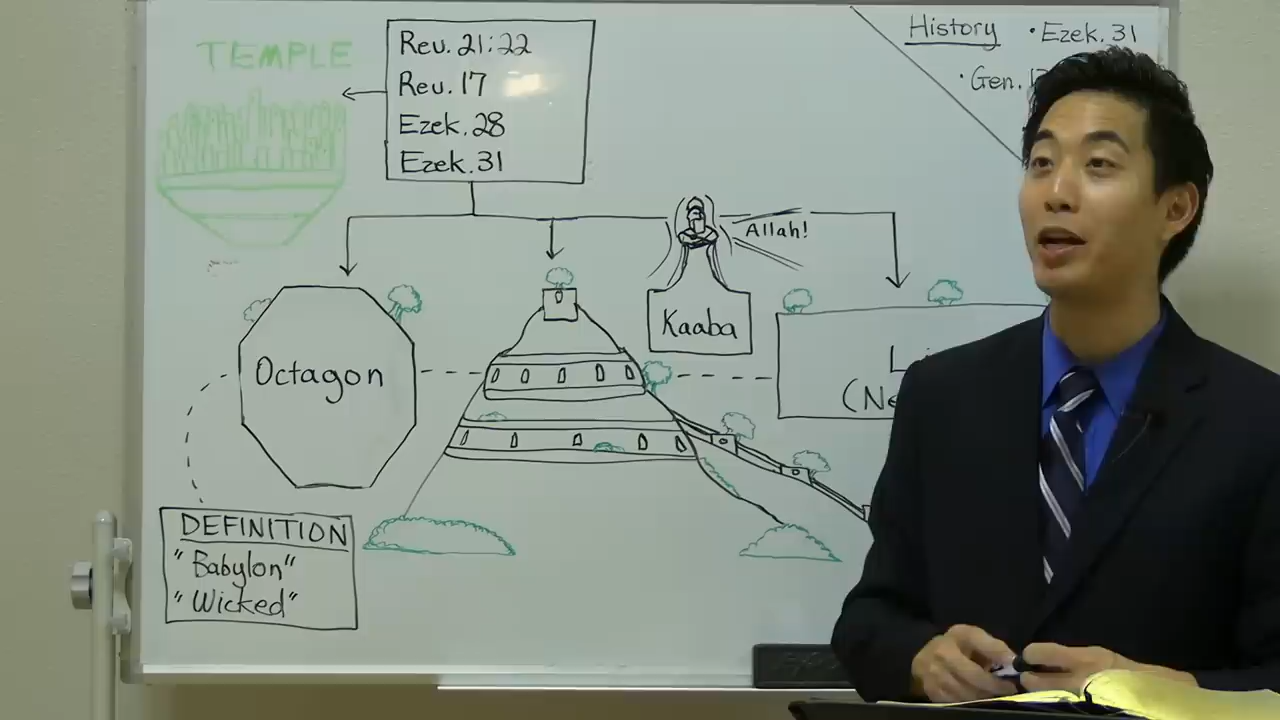 TEMPLE
Rev. 21:22
Rev. 17
Ezek. 28
Ezek. 31
History
• Ezek. 31
• Gen.
Allah!
Octagon
Kaaba
DEFINITION
"Babylon"
"Wicked"